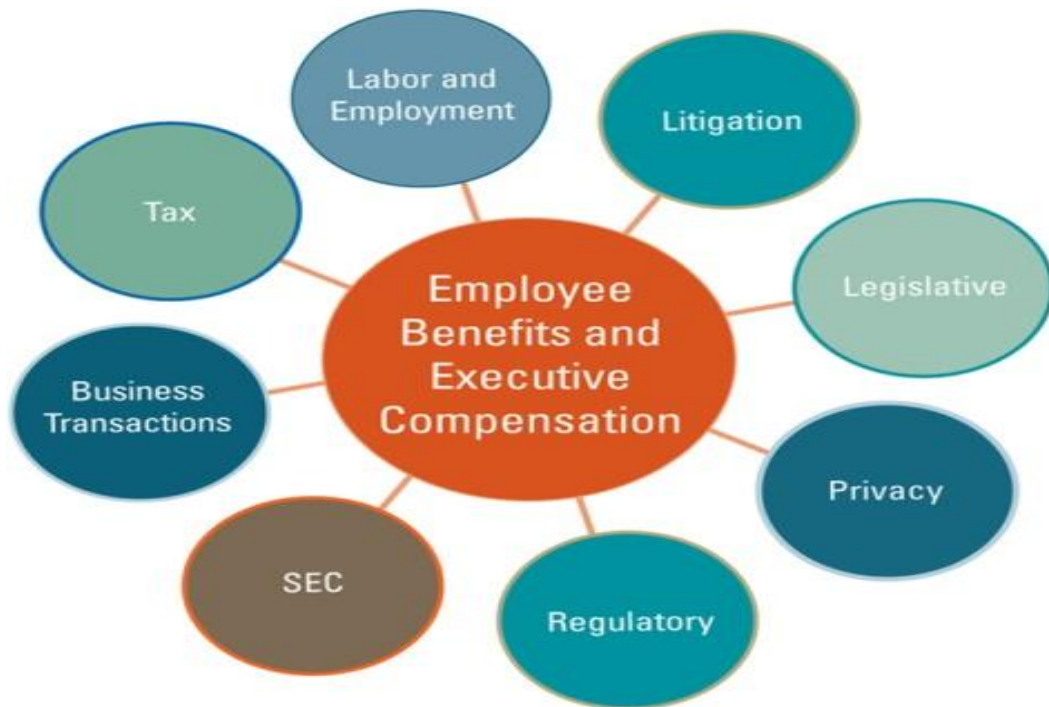 Labor and
Employment
Litigation
Tax
Legislative
Employee
Benefits and
Executive
Compensation
Business
Transactions
Privacy
SEC
Regulatory